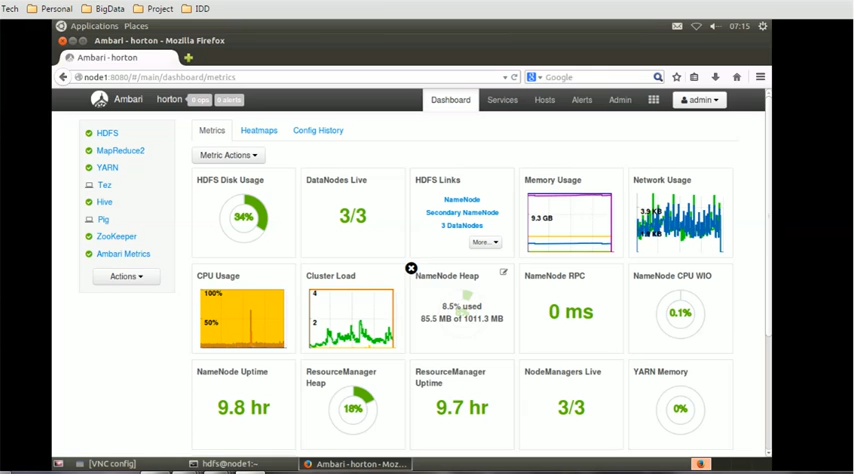 Tech Personal BigData Project IDD
Applications Places 07:15
Ambari - horton - Mozilla Firefox
Ambari - horton
node1:8080/#/main/dashboard/metrics Google
Ambari horton 0 ops 0 alerts Dashboard Services Hosts Alerts Admin admin
Metrics Heatmaps Config History
Metric Actions
HDFS
MapReduce2
YARN
Tez
Hive
Pig
ZooKeeper
Ambari Metrics
Actions
HDFS Disk Usage DataNodes Live HDFS Links Memory Usage Network Usage
34% 3/3
NameNode
Secondary NameNode
3 DataNodes
More...
9.3 GB
CPU Usage Cluster Load NameNode Heap NameNode RPC NameNode CPU WIO
100%
50%
4
2
8.5% used
85.5 MB of 1011.3 MB
0 ms
0.1%
NameNode Uptime ResourceManager Heap ResourceManager Uptime NodeManagers Live YARN Memory
9.8 hr 18% 9.7 hr 3/3 0%
[VNC config] hdfs@node1:~ Ambari - horton - Moz...